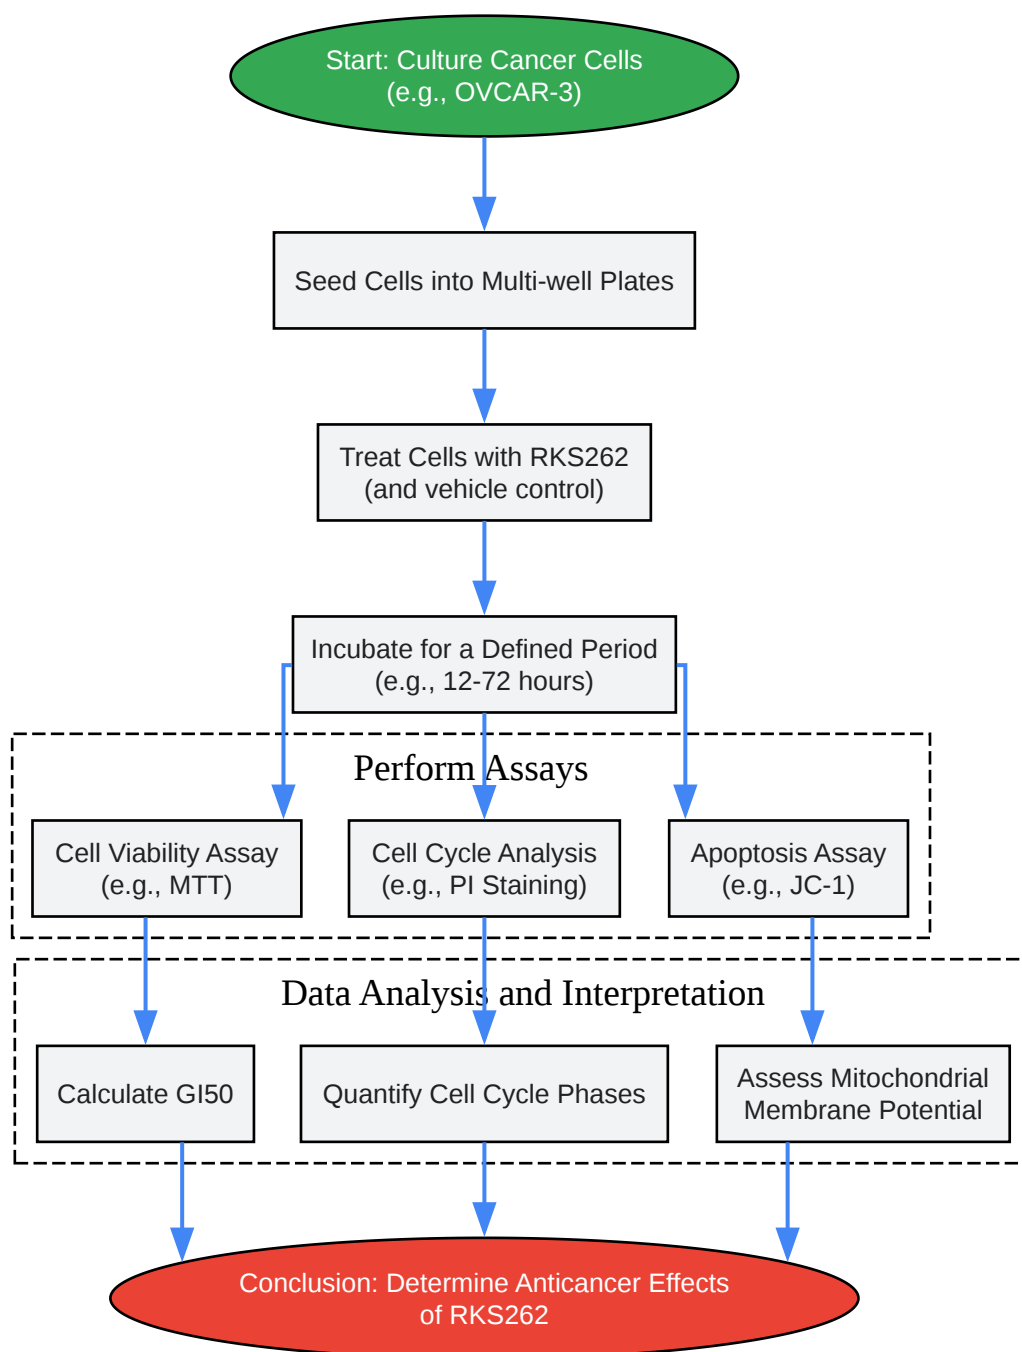 Start: Culture Cancer Cells
(e.g., OVCAR-3)
Seed Cells into Multi-well Plates
Treat Cells with RKS262
(and vehicle control)
Incubate for a Defined Period
(e.g., 12-72 hours)
Perform Assays
Cell Viability Assay
(e.g., MTT)
Cell Cycle Analysis
(e.g., PI Staining)
Apoptosis Assay
(e.g., JC-1)
Data Analysis and Interpretation
Calculate GI50
Quantify Cell Cycle Phases
Assess Mitochondrial
Membrane Potential
Conclusion: Determine Anticancer Effects
of RKS262